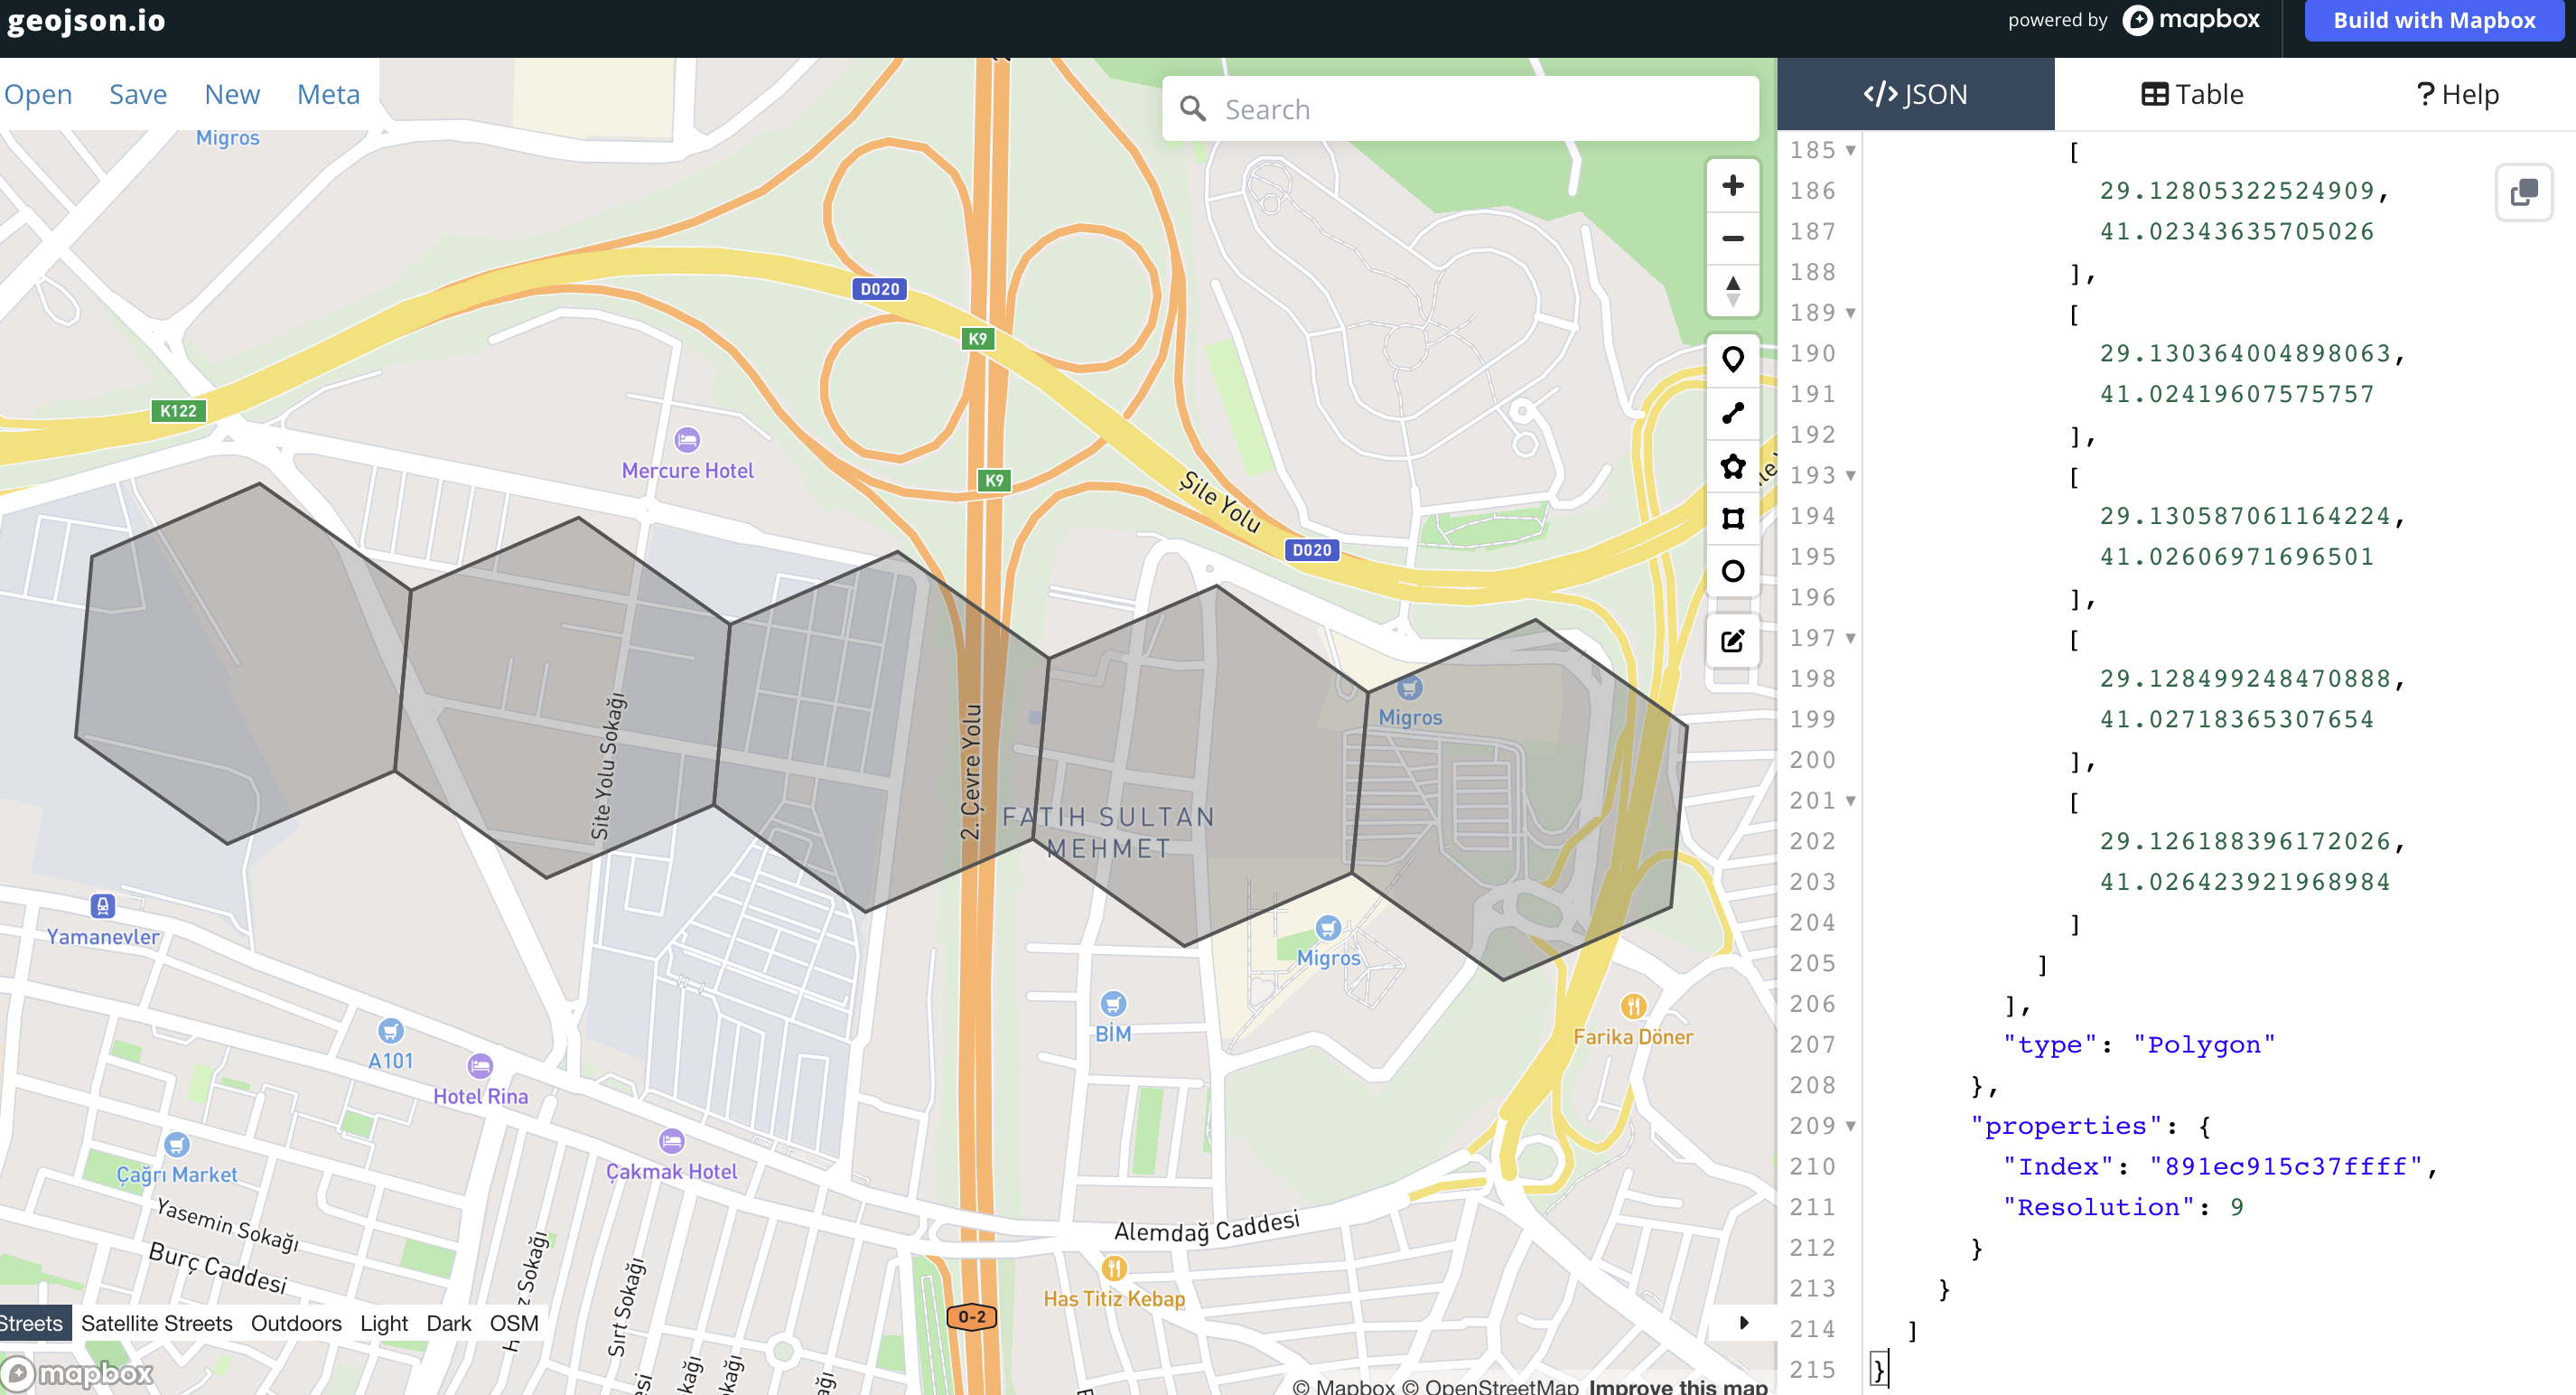 geojson.io
powered by mapbox
Build with Mapbox
Open Save New Meta
Search
</> JSON
Table
? Help
Migros
D020
K9
K122
Mercure Hotel
K9
Şile Yolu
D020
Migros
Site Yolu Sokağı
2. Çevre Yolu
FATIH SULTAN
MEHMET
Yamanevler
Migros
A101
BİM
Farika Döner
Hotel Rina
Çağrı Market
Çakmak Hotel
Yasemin Sokağı
Burç Caddesi
Alemdağ Caddesi
Sırt Sokağı
Has Titiz Kebap
O-2
Streets Satellite Streets Outdoors Light Dark OSM
mapbox
© Mapbox © OpenStreetMap Improve this map
185 [
186 29.12805322524909,
187 41.02343635705026
188 ],
189 [
190 29.130364004898063,
191 41.02419607575757
192 ],
193 [
194 29.130587061164224,
195 41.02606971696501
196 ],
197 [
198 29.128499248470888,
199 41.02718365307654
200 ],
201 [
202 29.126188396172026,
203 41.026423921968984
204 ]
205 ]
206 ],
207 "type": "Polygon"
208 },
209 "properties": {
210 "Index": "891ec915c37ffff",
211 "Resolution": 9
212 }
213 }
214 ]
215 }